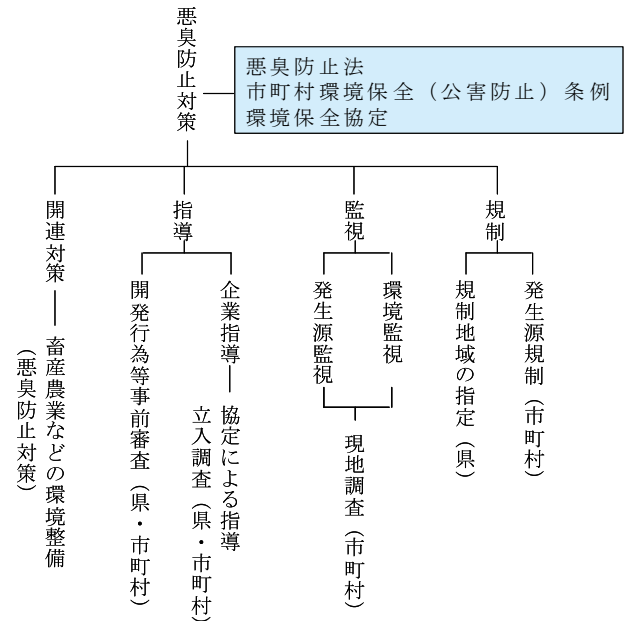 悪臭防止対策
悪臭防止法
市町村環境保全（公害防止）条例
環境保全協定
規制
発生源規制（市町村）
規制地域の指定（県）
監視
環境監視
発生源監視
現地調査（市町村）
指導
企業指導
協定による指導
立入調査（県・市町村）
開発行為等事前審査（県・市町村）
開連対策
畜産農業などの環境整備
（悪臭防止対策）